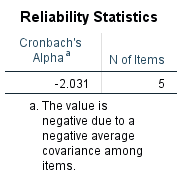 Reliability Statistics
Cronbach's
Alpha a N of Items
-2.031 5
a. The value is
negative due to a
negative average
covariance among
items.